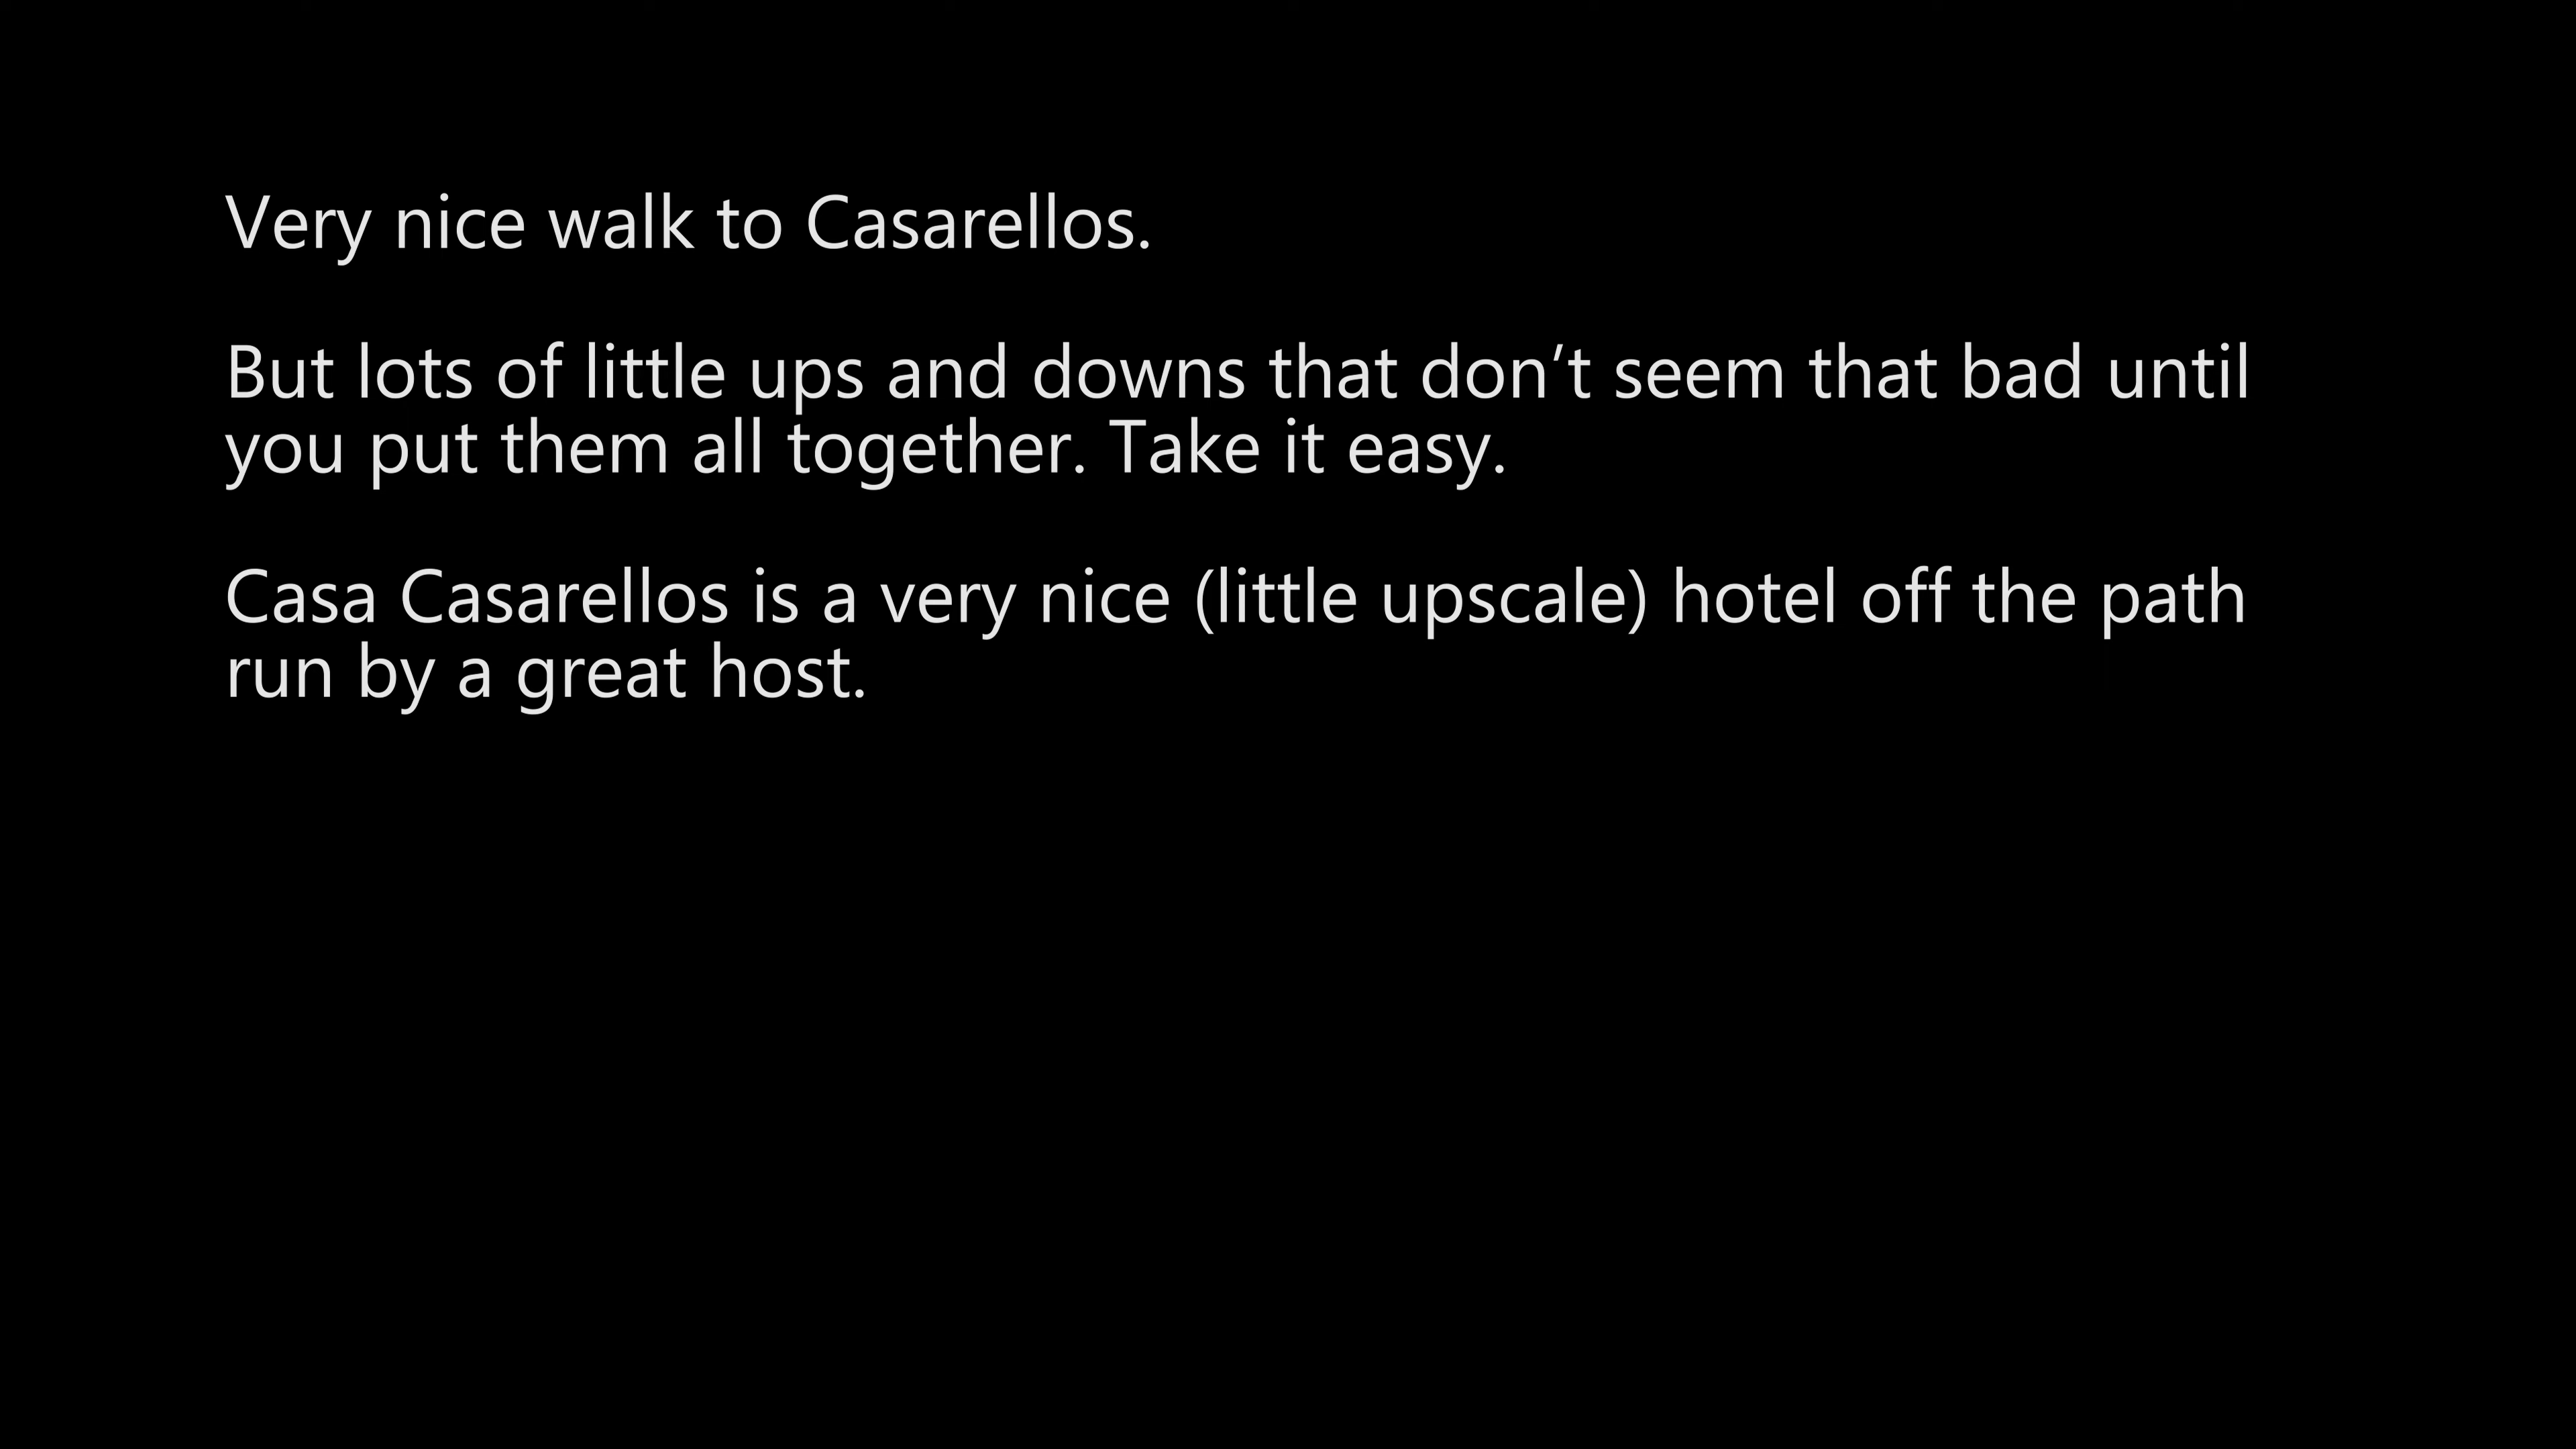 Very nice walk to Casarellos.
But lots of little ups and downs that don’t seem that bad until
you put them all together. Take it easy.
Casa Casarellos is a very nice (little upscale) hotel off the path
run by a great host.